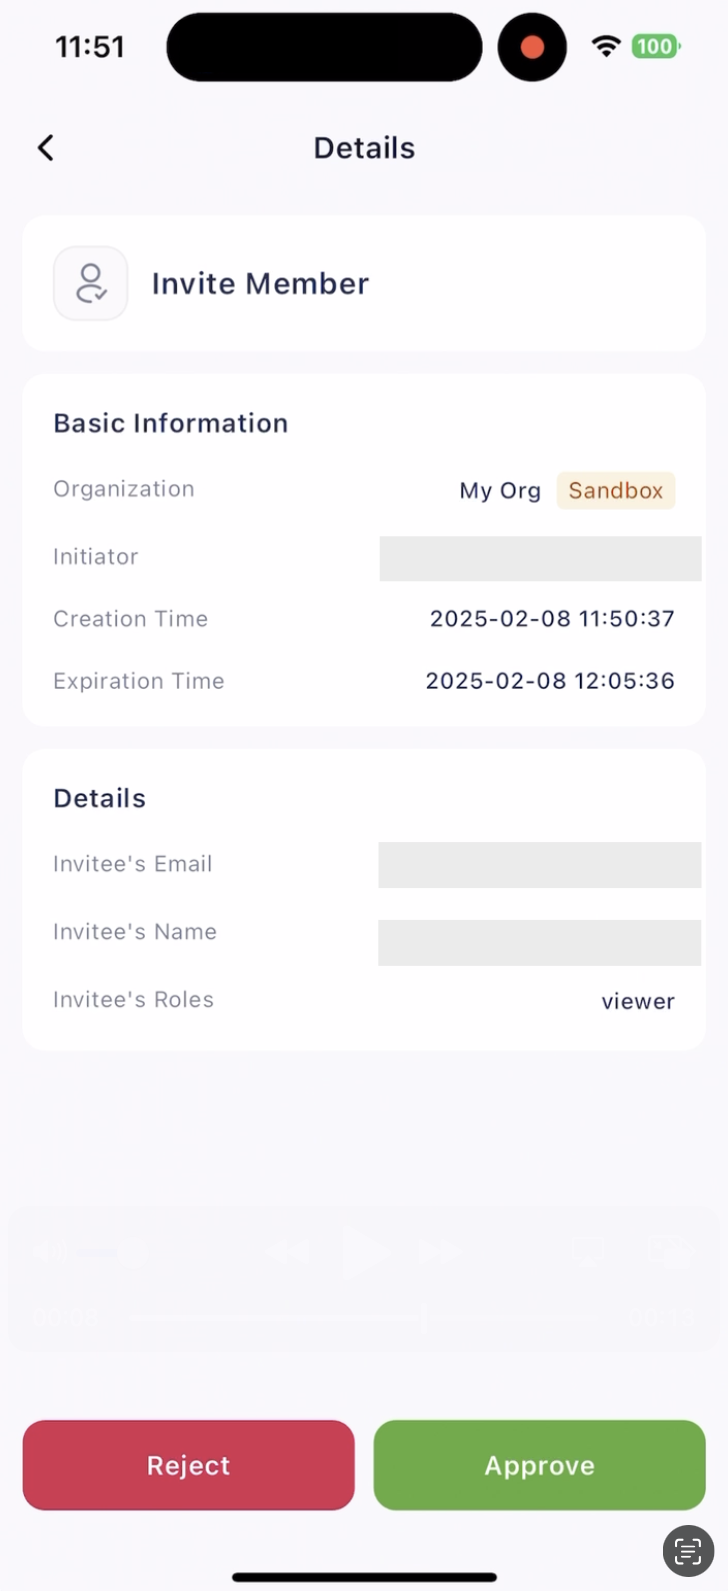 11:51
100
Details
Invite Member
Basic Information
Organization My Org Sandbox
Initiator
Creation Time 2025-02-08 11:50:37
Expiration Time 2025-02-08 12:05:36
Details
Invitee's Email
Invitee's Name
Invitee's Roles viewer
Reject Approve